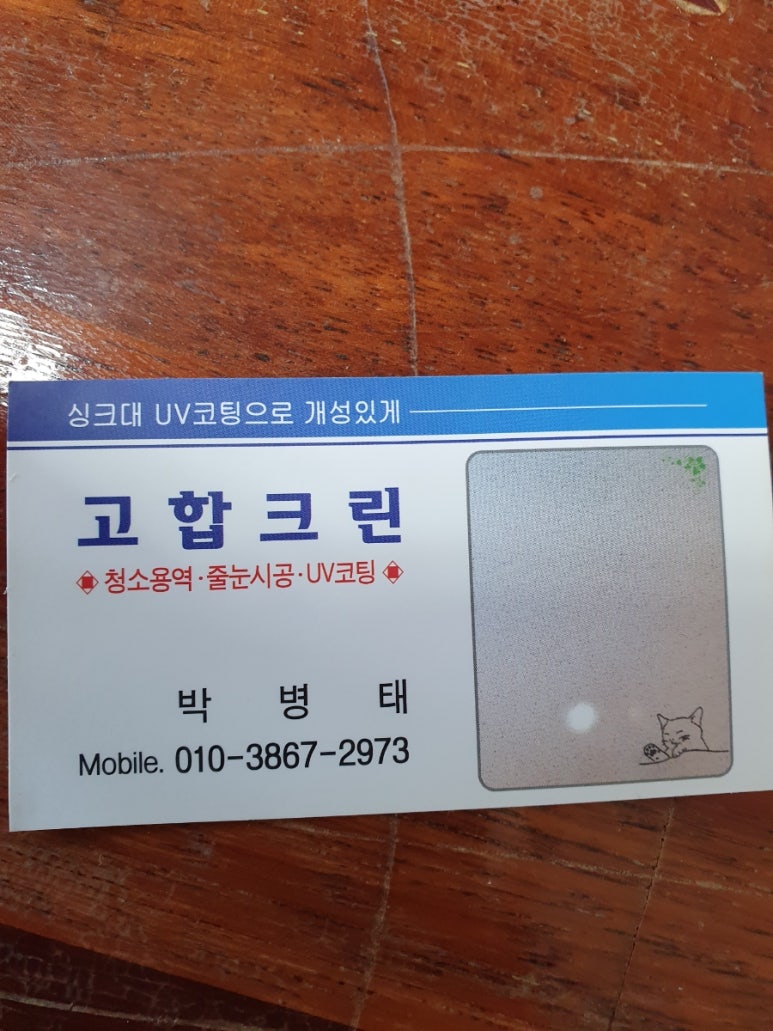 싱크대 UV코팅으로 개성있게
고합크린
청소용역·줄눈시공·UV코팅
박 병 태
Mobile. 010-3867-2973